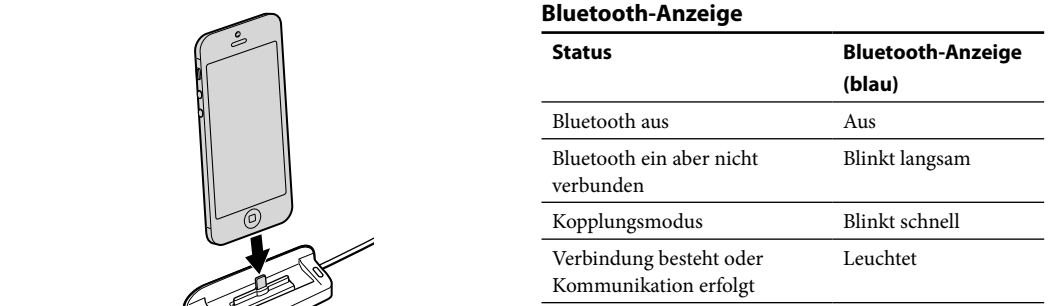 Bluetooth-Anzeige
Status Bluetooth-Anzeige
(blau)
Bluetooth aus Aus
Bluetooth ein aber nicht Blinkt langsam
verbunden
Kopplungsmodus Blinkt schnell
Verbindung besteht oder Leuchtet
Kommunikation erfolgt